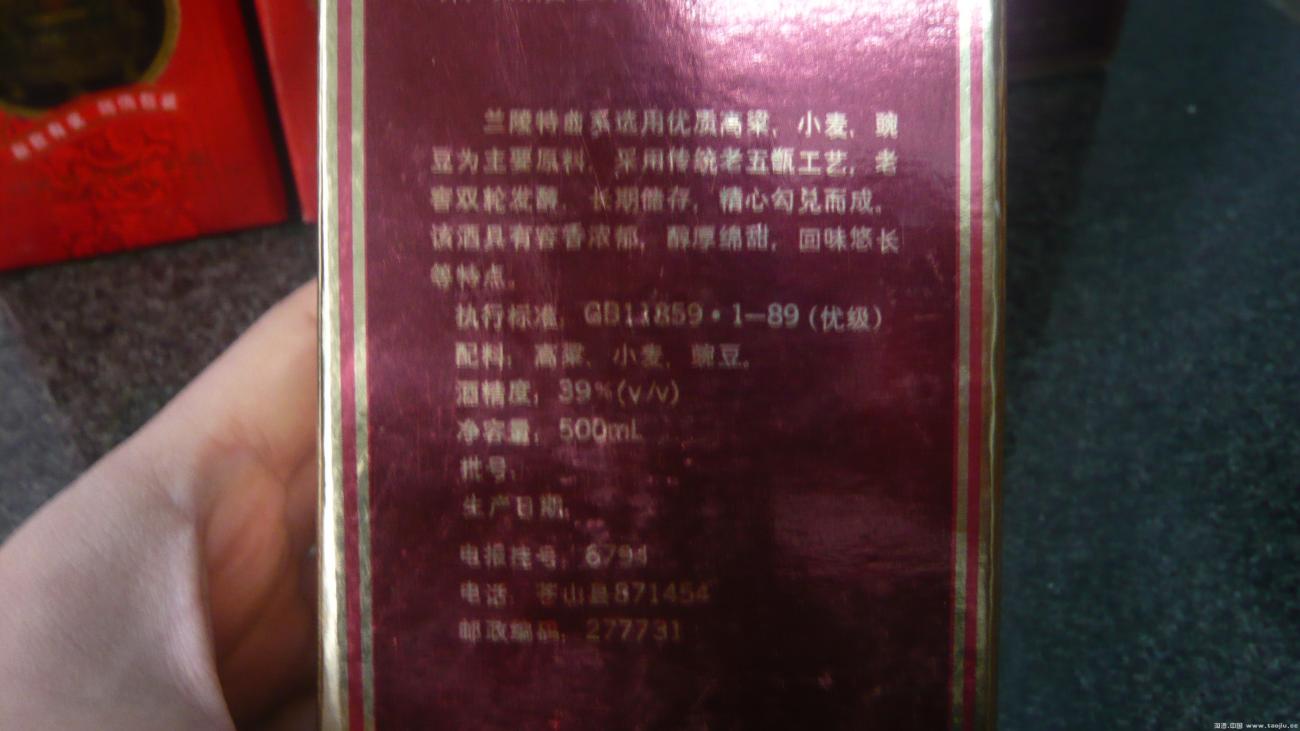 兰陵特曲系选用优质高粱、小麦、豌
豆为主要原料，采用传统老五甑工艺，老
窖双轮发酵，长期储存，精心勾兑而成。
该酒具有窖香浓郁，醇厚绵甜，回味悠长
等特点。
执行标准：GB11859·1—89（优级）
配料：高粱、小麦、豌豆。
酒精度：39%(v/v)
净容量：500mL
批号：
生产日期：
电报挂号：6794
电话：苍山县871454
邮政编码：277731
www.taojiu.cc